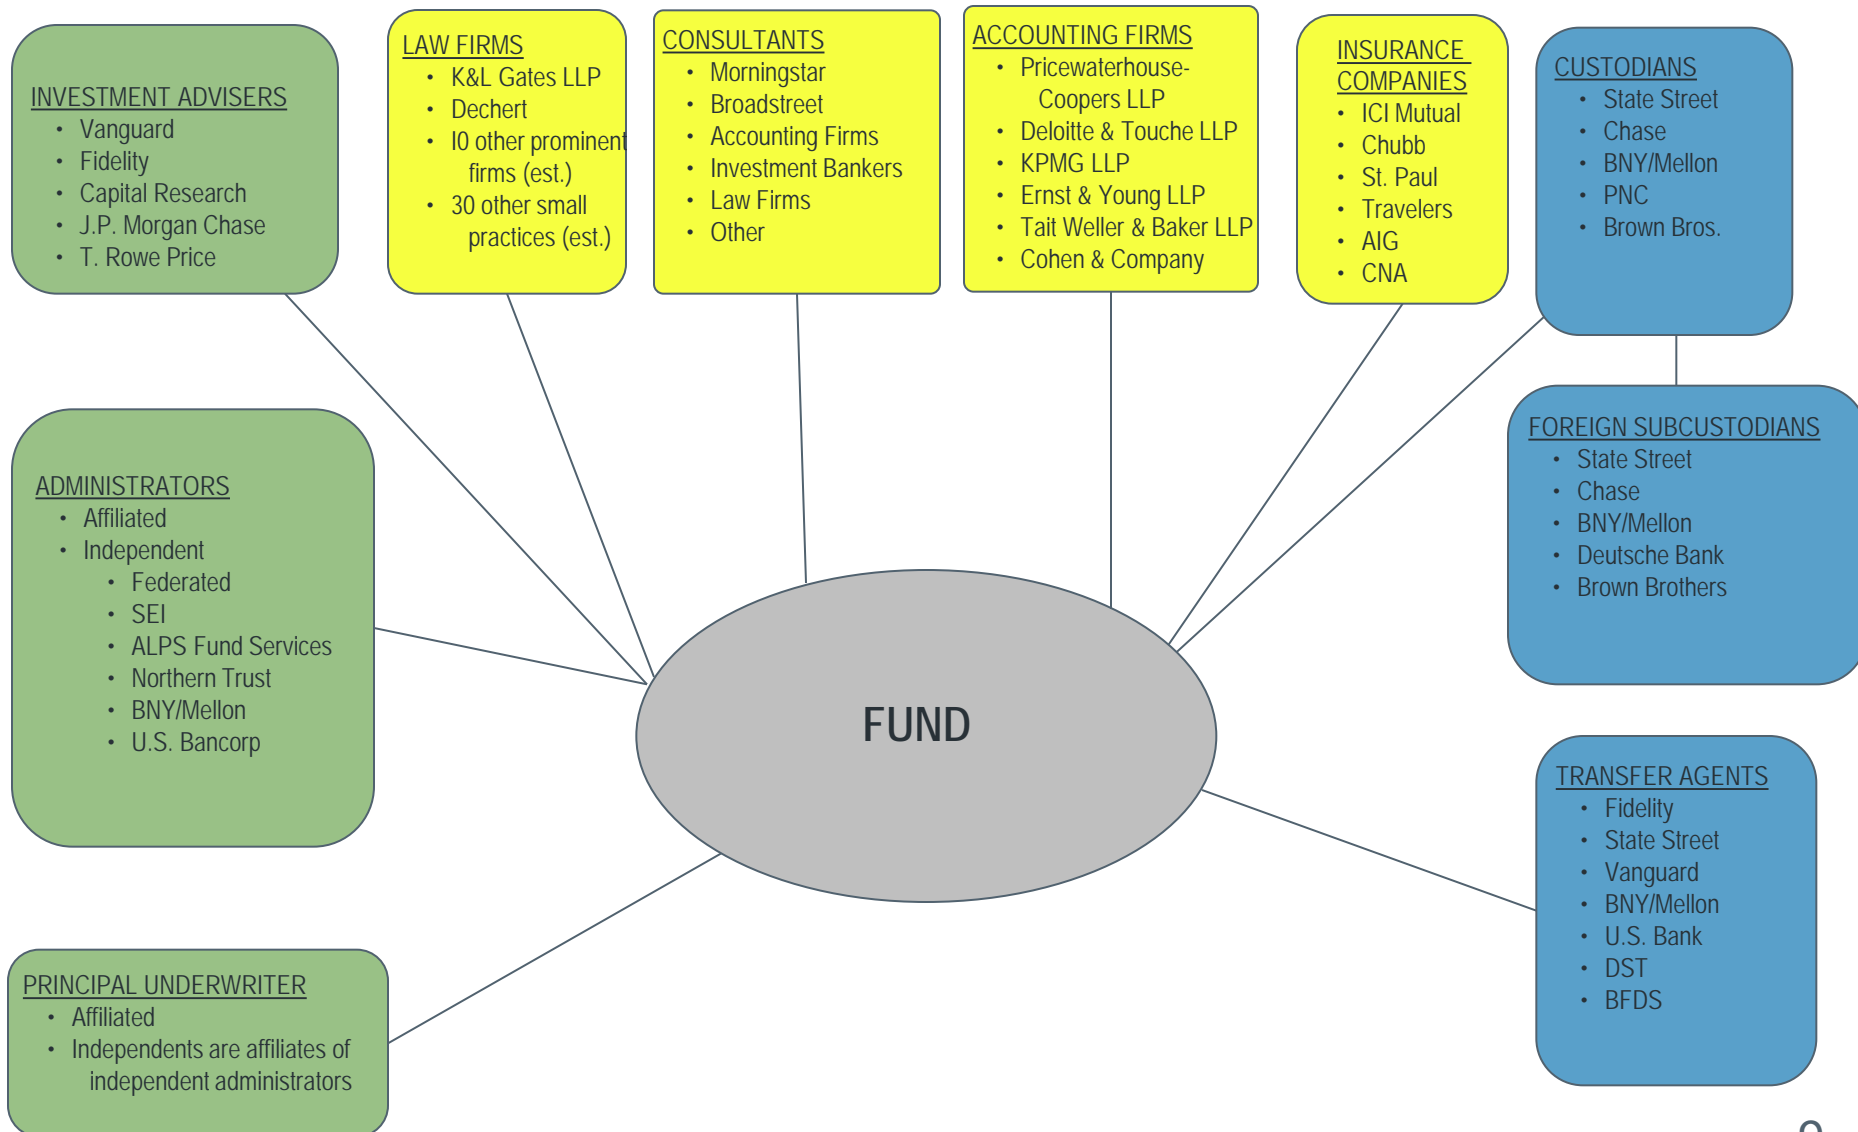 INVESTMENT ADVISERS
• Vanguard
• Fidelity
• Capital Research
• J.P. Morgan Chase
• T. Rowe Price
LAW FIRMS
• K&L Gates LLP
• Dechert
• I0 other prominent
firms (est.)
• 30 other small
practices (est.)
CONSULTANTS
• Morningstar
• Broadstreet
• Accounting Firms
• Investment Bankers
• Law Firms
• Other
ACCOUNTING FIRMS
• Pricewaterhouse-
Coopers LLP
• Deloitte & Touche LLP
• KPMG LLP
• Ernst & Young LLP
• Tait Weller & Baker LLP
• Cohen & Company
INSURANCE
COMPANIES
• ICI Mutual
• Chubb
• St. Paul
• Travelers
• AIG
• CNA
CUSTODIANS
• State Street
• Chase
• BNY/Mellon
• PNC
• Brown Bros.
ADMINISTRATORS
• Affiliated
• Independent
• Federated
• SEI
• ALPS Fund Services
• Northern Trust
• BNY/Mellon
• U.S. Bancorp
FOREIGN SUBCUSTODIANS
• State Street
• Chase
• BNY/Mellon
• Deutsche Bank
• Brown Brothers
FUND
TRANSFER AGENTS
• Fidelity
• State Street
• Vanguard
• BNY/Mellon
• U.S. Bank
• DST
• BFDS
PRINCIPAL UNDERWRITER
• Affiliated
• Independents are affiliates of
independent administrators